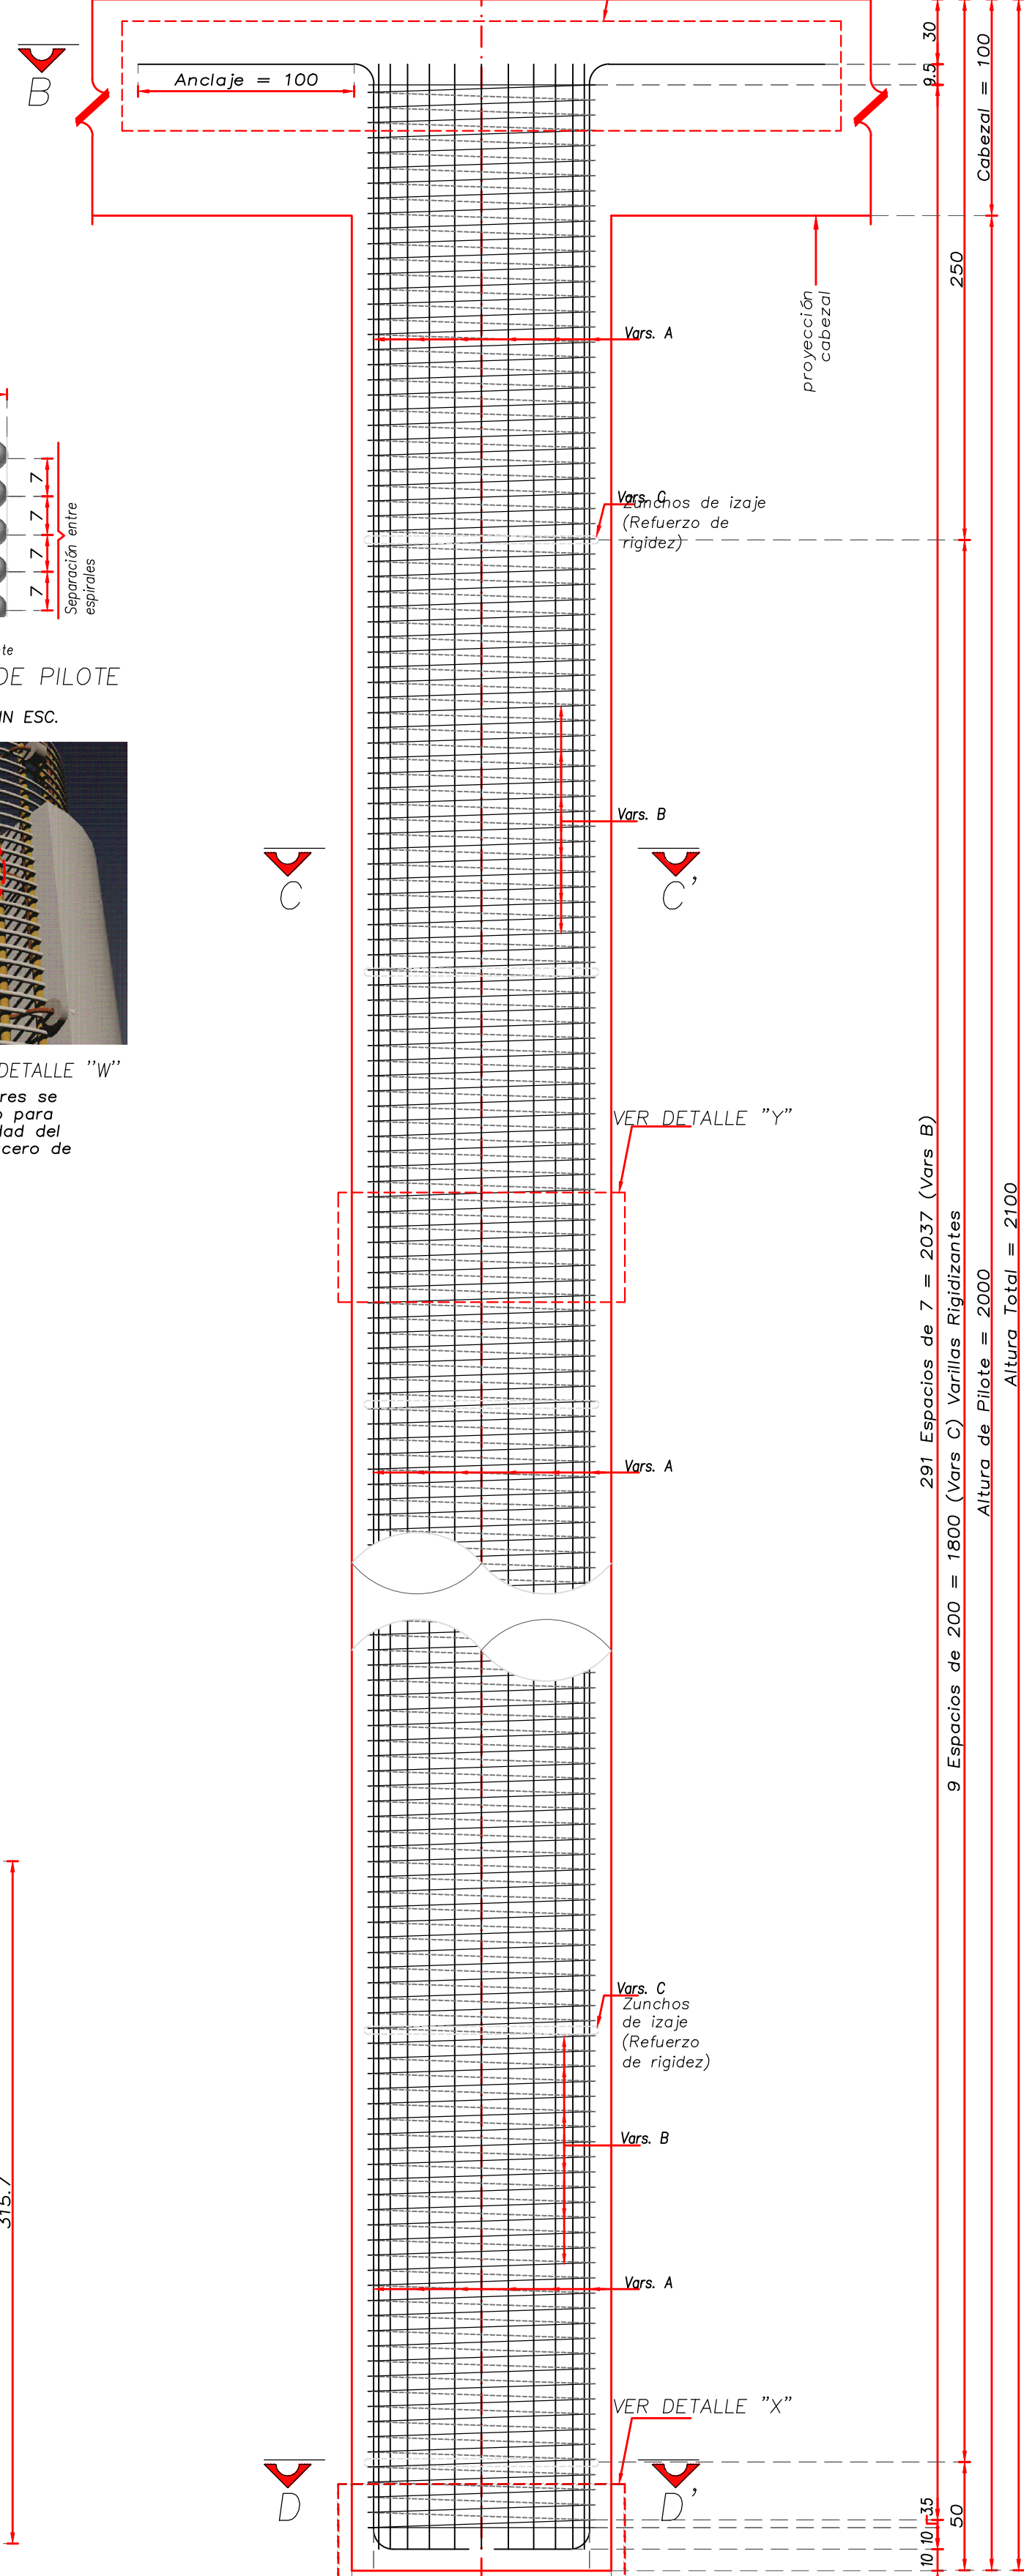 B
Anclaje = 100
30
9.5
Cabezal = 100
250
proyección
cabezal
Vars. A
Vars. C
Zunchos de izaje
(Refuerzo de
rigidez)
7
7
7
7
Separación entre
espirales
te
DE PILOTE
IN ESC.
Vars. B
C
C'
DETALLE "W"
res se
o para
dad del
cero de
VER DETALLE "Y"
291 Espacios de 7 = 2037 (Vars B)
9 Espacios de 200 = 1800 (Vars C) Varillas Rigidizantes
Altura de Pilote = 2000
Altura Total = 2100
Vars. A
Vars. C
Zunchos
de izaje
(Refuerzo
de rigidez)
Vars. B
315.7
Vars. A
VER DETALLE "X"
D
D'
3.5
10
10
50